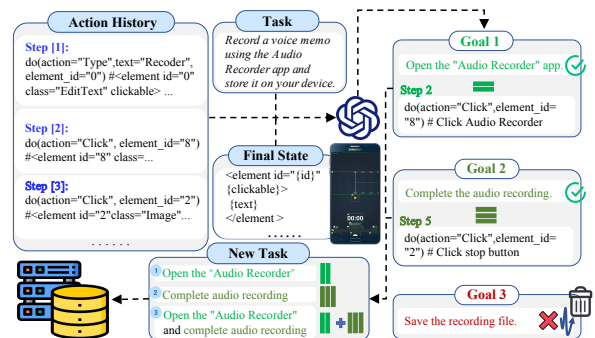 Action History
Step [1]:
do(action="Type",text="Recoder",
element_id="0") #<element id="0"
class="EditText" clickable> ...
Step [2]:
do(action="Click", element_id="8")
#<element id="8" class=...
Step [3]:
do(action="Click", element_id="2")
#<element id="2"class="Image"...
. . . . . .
Task
Record a voice memo
using the Audio
Recorder app and
store it on your device.
Final State
<element id="{id}"
{clickable}>
{text}
</element >
. . . . . .
00:00
Goal 1
Open the "Audio Recorder" app.
Step 2
do(action="Click",element_id=
"8") # Click Audio Recorder
Goal 2
Complete the audio recording.
Step 5
do(action="Click",element_id=
"2") # Click stop button
Goal 3
Save the recording file.
New Task
1 Open the "Audio Recorder"
2 Complete audio recording
3 Open the "Audio Recorder"
and complete audio recording